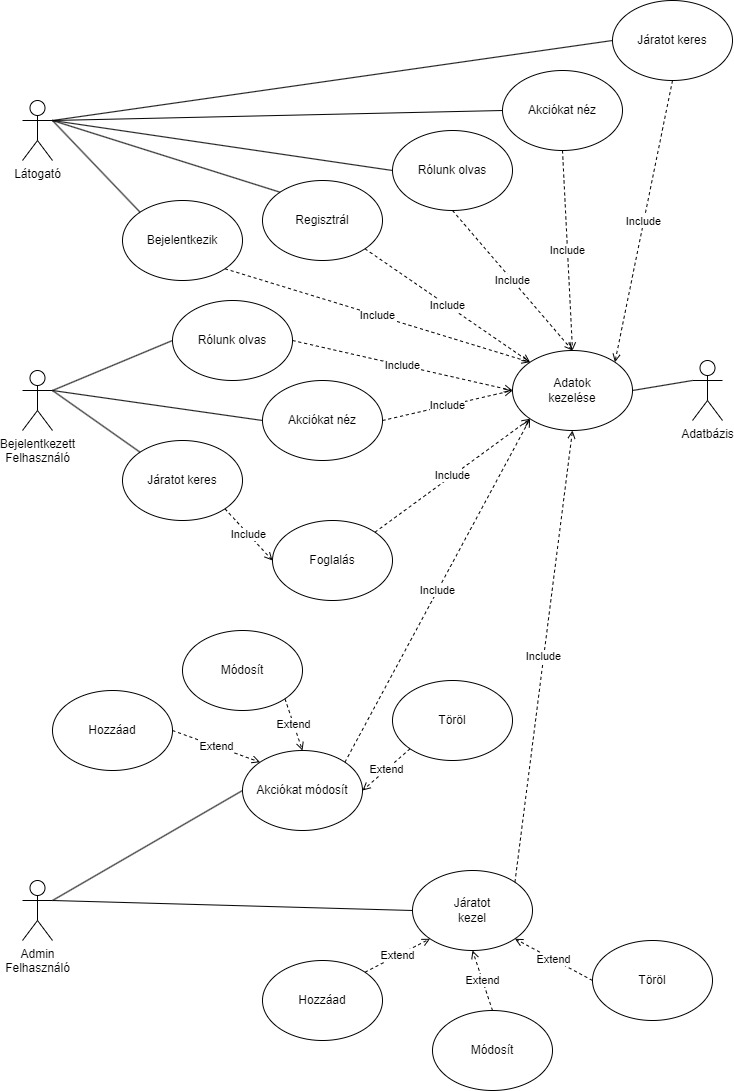 Járatot keres
Akciókat néz
Rólunk olvas
Látogató
Regisztrál
Include
Bejelentkezik
Include
Include
Include
Include
Rólunk olvas
Include
Adatok
kezelése
Akciókat néz
Include
Adatbázis
Bejelentkezett
Felhasználó
Járatot keres
Include
Include
Foglalás
Include
Include
Módosít
Hozzáad
Töröl
Extend
Extend
Extend
Akciókat módosít
Járatot
kezel
Admin
Felhasználó
Extend
Extend
Extend
Töröl
Hozzáad
Módosít